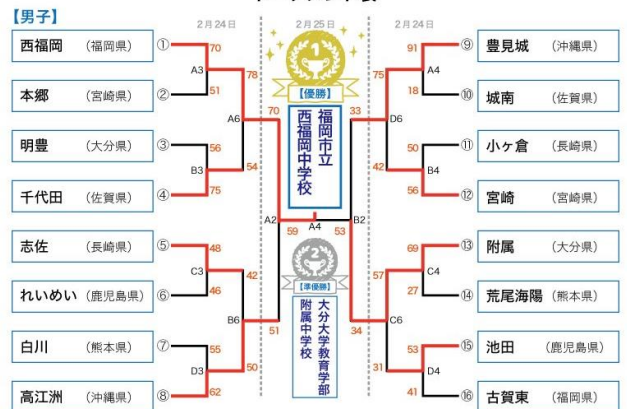 【男子】
2月24日
2月25日
2月24日
西福岡 (福岡県) ①
本郷 (宮崎県) ②
明豊 (大分県) ③
千代田 (佐賀県) ④
志佐 (長崎県) ⑤
れいめい (鹿児島県) ⑥
白川 (熊本県) ⑦
高江洲 (沖縄県) ⑧
70
A3
51
78
A6
56
B3
75
54
48
C3
46
42
B6
55
D3
62
50
70
A2
51
1
【優勝】
福岡市立
西福岡中学校
59
A4
53
2
【準優勝】
大分大学教育学部
附属中学校
33
B2
34
75
D6
42
91
A4
18
50
B4
56
57
C6
31
69
C4
27
53
D4
41
⑨ 豊見城 (沖縄県)
⑩ 城南 (佐賀県)
⑪ 小ヶ倉 (長崎県)
⑫ 宮崎 (宮崎県)
⑬ 附属 (大分県)
⑭ 荒尾海陽 (熊本県)
⑮ 池田 (鹿児島県)
⑯ 古賀東 (福岡県)